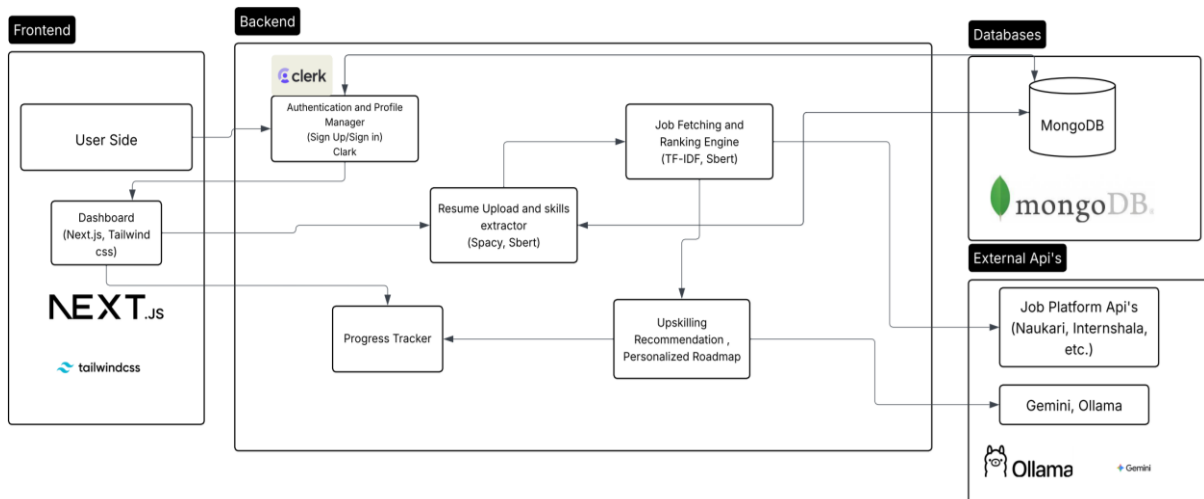 Frontend
User Side
Dashboard
(Next.js, Tailwind
css)
NEXT.JS
tailwindcss
Backend
clerk
Authentication and Profile
Manager
(Sign Up/Sign in)
Clark
Job Fetching and
Ranking Engine
(TF-IDF, Sbert)
Resume Upload and skills
extractor
(Spacy, Sbert)
Progress Tracker
Upskilling
Recommendation ,
Personalized Roadmap
Databases
MongoDB
mongoDB.
External Api's
Job Platform Api's
(Naukari, Internshala,
etc.)
Gemini, Ollama
Ollama
Gemini